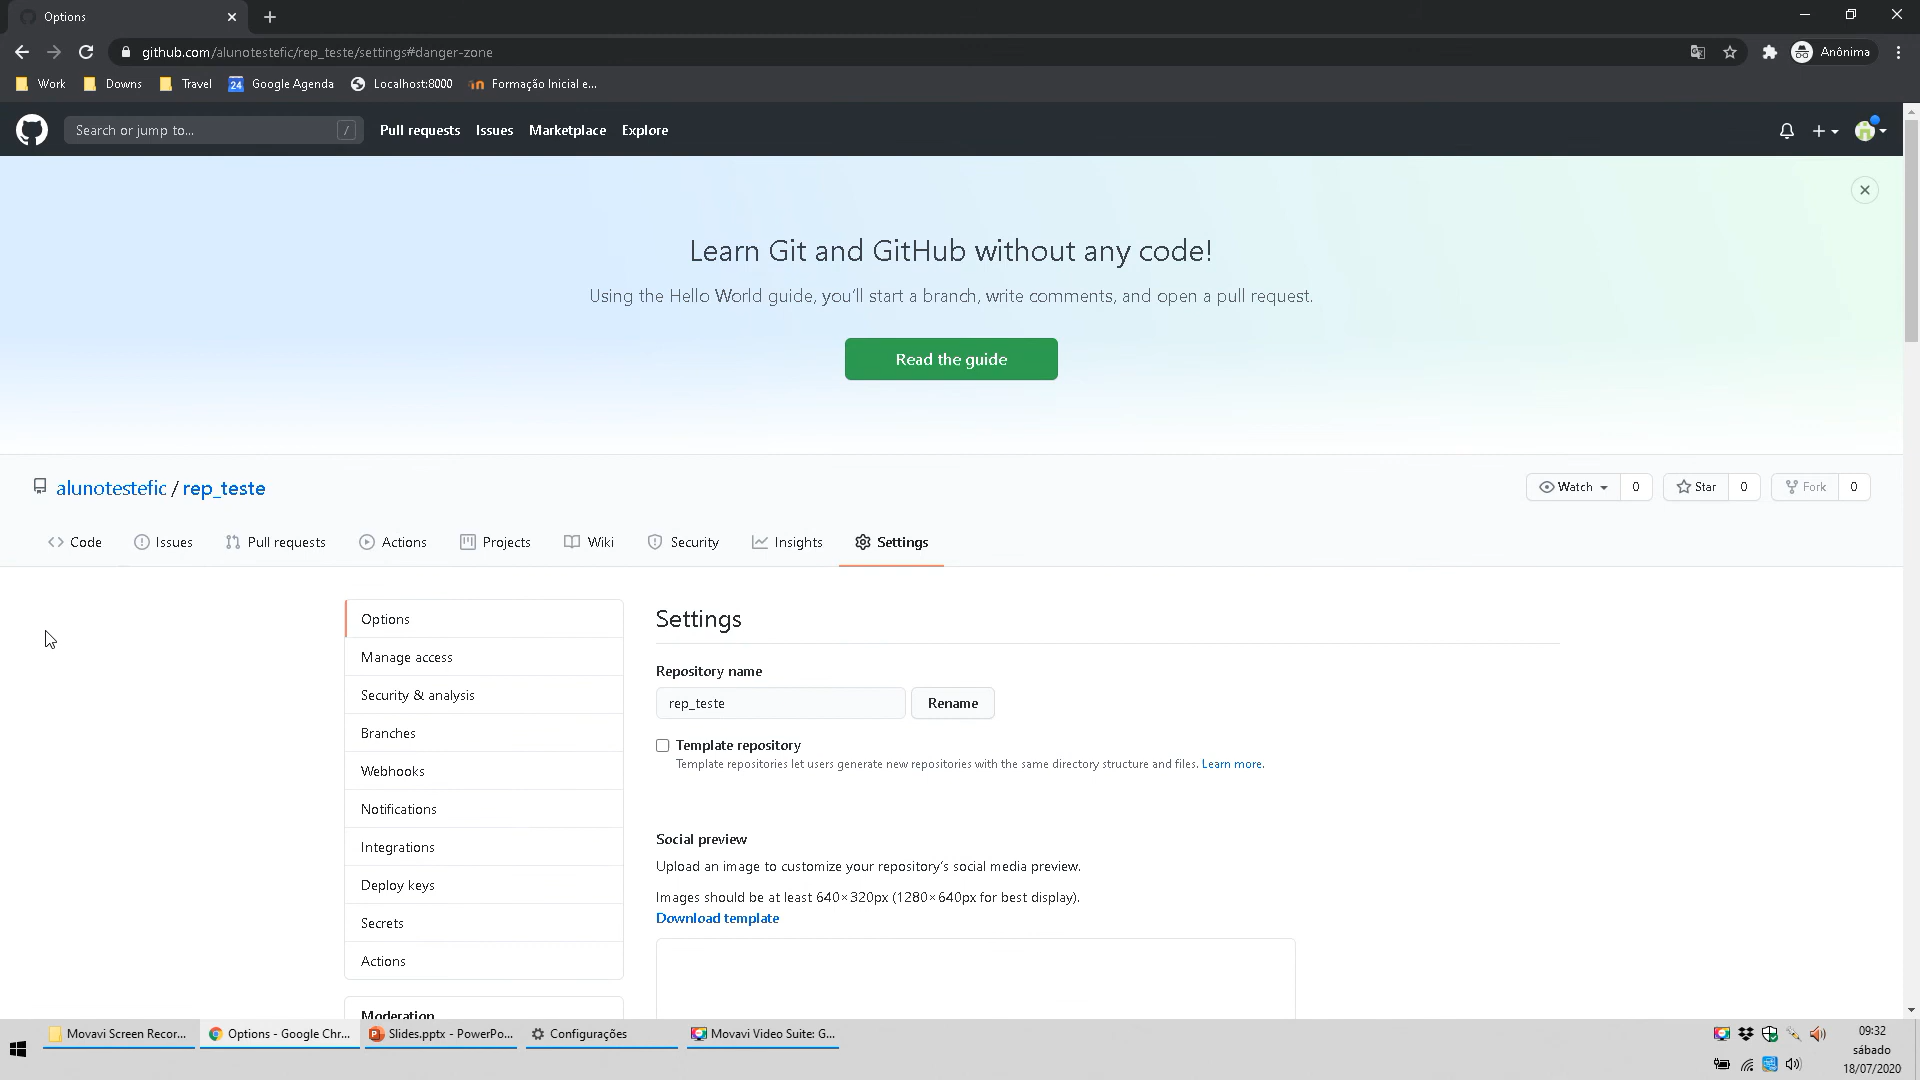 Options
github.com/alunotestefic/rep_teste/settings#danger-zone
Anônima
Work
Downs
Travel
24
Google Agenda
Localhost:8000
Formação Inicial e...
Search or jump to...
/
Pull requests
Issues
Marketplace
Explore
Learn Git and GitHub without any code!
Using the Hello World guide, you’ll start a branch, write comments, and open a pull request.
Read the guide
alunotestefic / rep_teste
Watch
0
Star
0
Fork
0
Code
Issues
Pull requests
Actions
Projects
Wiki
Security
Insights
Settings
Options
Manage access
Security & analysis
Branches
Webhooks
Notifications
Integrations
Deploy keys
Secrets
Actions
Moderation
Settings
Repository name
rep_teste
Rename
Template repository
Template repositories let users generate new repositories with the same directory structure and files. Learn more.
Social preview
Upload an image to customize your repository’s social media preview.
Images should be at least 640×320px (1280×640px for best display).
Download template
Movavi Screen Recor...
Options - Google Chr...
Slides.pptx - PowerPo...
Configurações
Movavi Video Suite: G...
09:32
sábado
18/07/2020